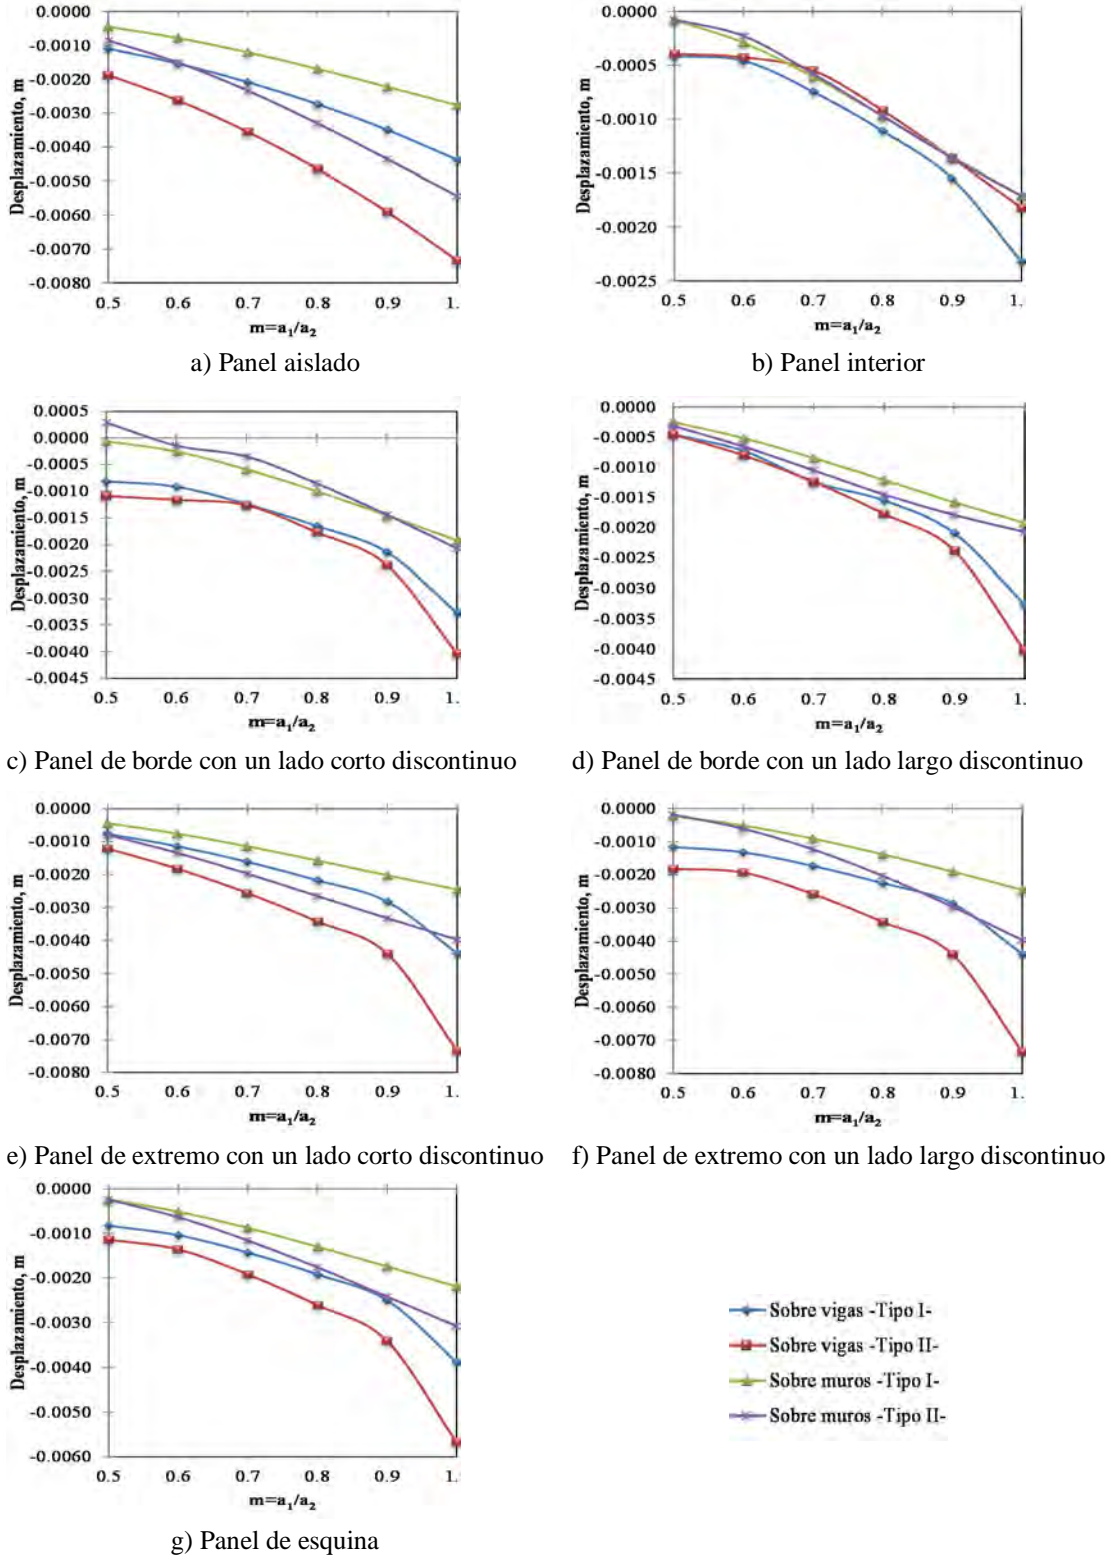 0.0000
-0.0010
-0.0020
-0.0030
-0.0040
-0.0050
-0.0060
-0.0070
-0.0080
Desplazamiento, m
0.5 0.6 0.7 0.8 0.9 1.
m=a₁/a₂
a) Panel aislado
0.0000
-0.0005
-0.0010
-0.0015
-0.0020
-0.0025
Desplazamiento, m
0.5 0.6 0.7 0.8 0.9 1.
m=a₁/a₂
b) Panel interior
0.0005
0.0000
-0.0005
-0.0010
-0.0015
-0.0020
-0.0025
-0.0030
-0.0035
-0.0040
-0.0045
Desplazamiento, m
0.5 0.6 0.7 0.8 0.9 1.
m=a₁/a₂
c) Panel de borde con un lado corto discontinuo
0.0000
-0.0005
-0.0010
-0.0015
-0.0020
-0.0025
-0.0030
-0.0035
-0.0040
-0.0045
Desplazamiento, m
0.5 0.6 0.7 0.8 0.9 1.
m=a₁/a₂
d) Panel de borde con un lado largo discontinuo
0.0000
-0.0010
-0.0020
-0.0030
-0.0040
-0.0050
-0.0060
-0.0070
-0.0080
Desplazamiento, m
0.5 0.6 0.7 0.8 0.9 1.
m=a₁/a₂
e) Panel de extremo con un lado corto discontinuo
0.0000
-0.0010
-0.0020
-0.0030
-0.0040
-0.0050
-0.0060
-0.0070
-0.0080
Desplazamiento, m
0.5 0.6 0.7 0.8 0.9 1.
m=a₁/a₂
f) Panel de extremo con un lado largo discontinuo
0.0000
-0.0010
-0.0020
-0.0030
-0.0040
-0.0050
-0.0060
Desplazamiento, m
0.5 0.6 0.7 0.8 0.9 1.
m=a₁/a₂
g) Panel de esquina
Sobre vigas -Tipo I-
Sobre vigas -Tipo II-
Sobre muros -Tipo I-
Sobre muros -Tipo II-